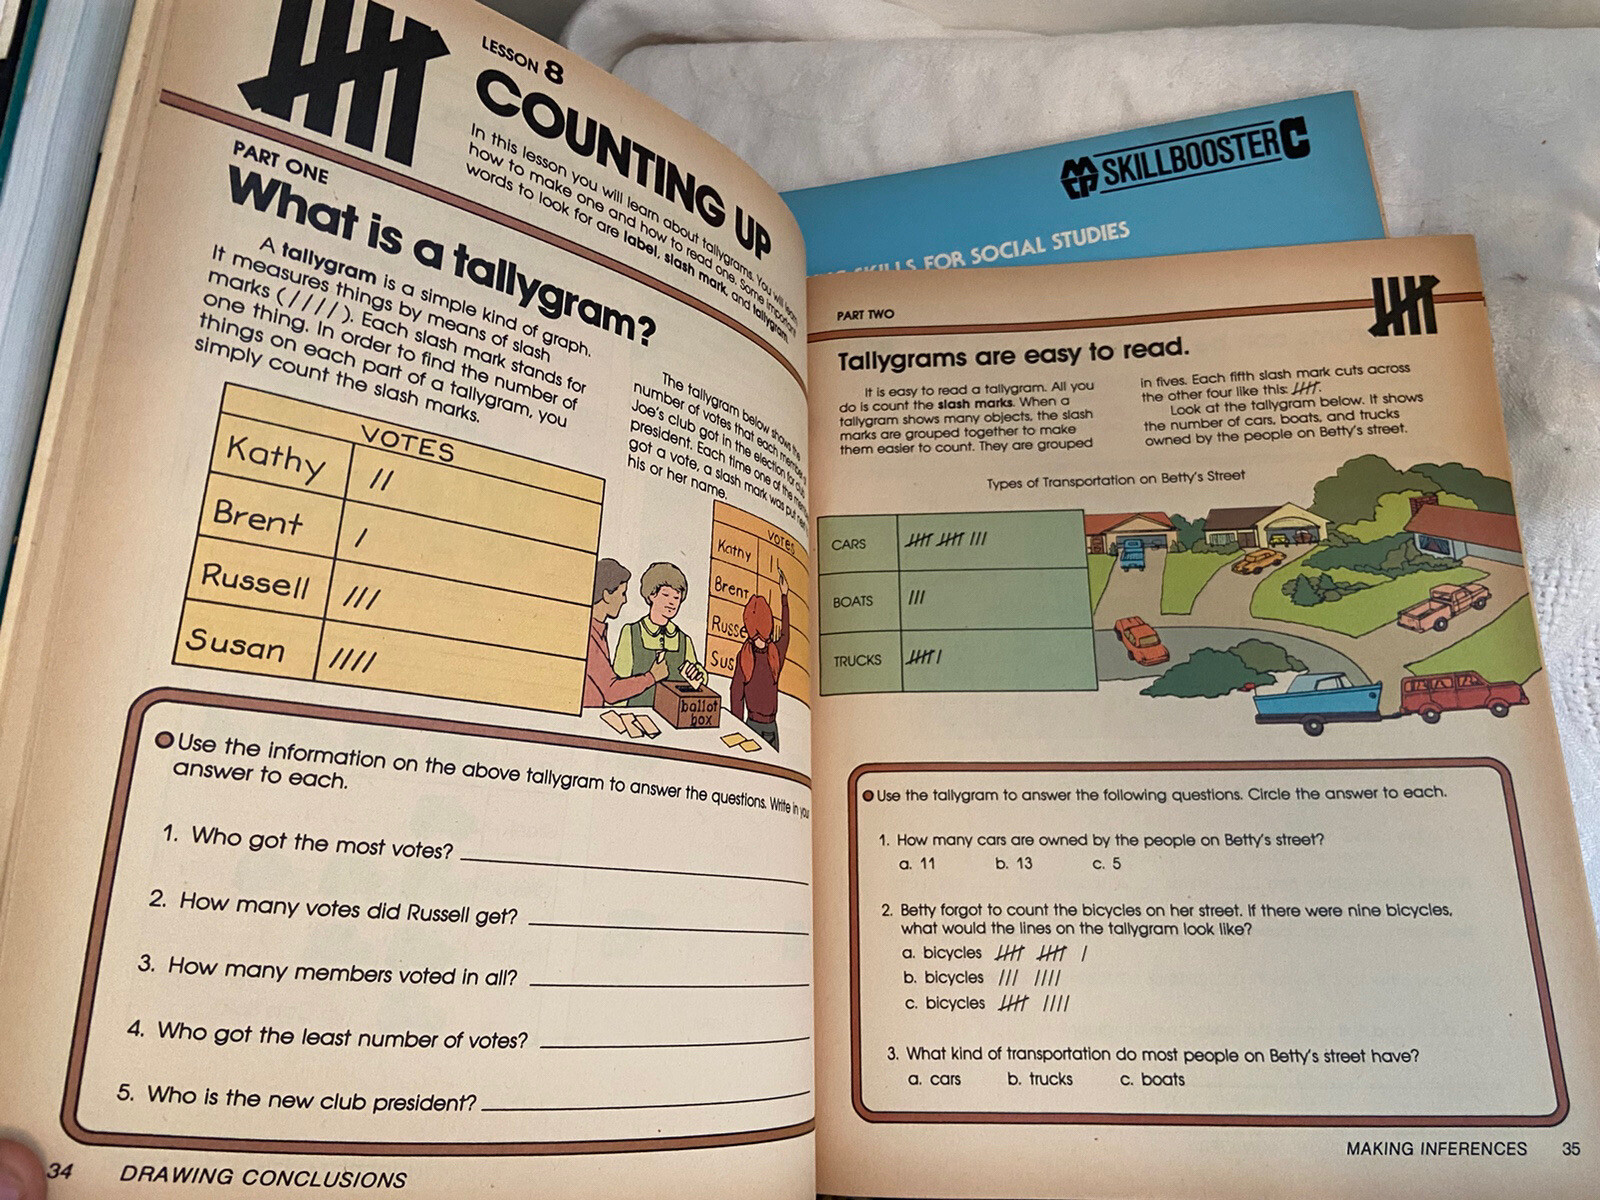 LESSON 8
COUNTING UP
In this lesson you will learn about tallygrams. You will learn
how to make one and how to read one. Some important
words to look for are label, slash mark, and tallygram.
PART ONE
What is a tallygram?
A tallygram is a simple kind of graph.
It measures things by means of slash
marks (////). Each slash mark stands for
one thing. In order to find the number of
things on each part of a tallygram, you
simply count the slash marks.
The tallygram below shows the
number of votes that each member of
Joe's club got in the election for club
president. Each time one of the members
got a vote, a slash mark was put next
his or her name.
VOTES
Kathy //
Brent /
Russell ///
Susan ////
VOTES
Kathy
Brent
Russe
Sus
ballot
box
Use the information on the above tallygram to answer the questions. Write in you
answer to each.
1. Who got the most votes?
2. How many votes did Russell get?
3. How many members voted in all?
4. Who got the least number of votes?
5. Who is the new club president?
34 DRAWING CONCLUSIONS
MCP SKILLBOOSTER C
SKILLS FOR SOCIAL STUDIES
PART TWO
Tallygrams are easy to read.
It is easy to read a tallygram. All you
do is count the slash marks. When a
tallygram shows many objects, the slash
marks are grouped together to make
them easier to count. They are grouped
in fives. Each fifth slash mark cuts across
the other four like this: .
Look at the tallygram below. It shows
the number of cars, boats, and trucks
owned by the people on Betty's street.
Types of Transportation on Betty's Street
CARS
BOATS ///
TRUCKS
Use the tallygram to answer the following questions. Circle the answer to each.
1. How many cars are owned by the people on Betty's street?
a. 11 b. 13 c. 5
2. Betty forgot to count the bicycles on her street. If there were nine bicycles,
what would the lines on the tallygram look like?
a. bicycles
b. bicycles /// ////
c. bicycles
3. What kind of transportation do most people on Betty's street have?
a. cars b. trucks c. boats
MAKING INFERENCES 35